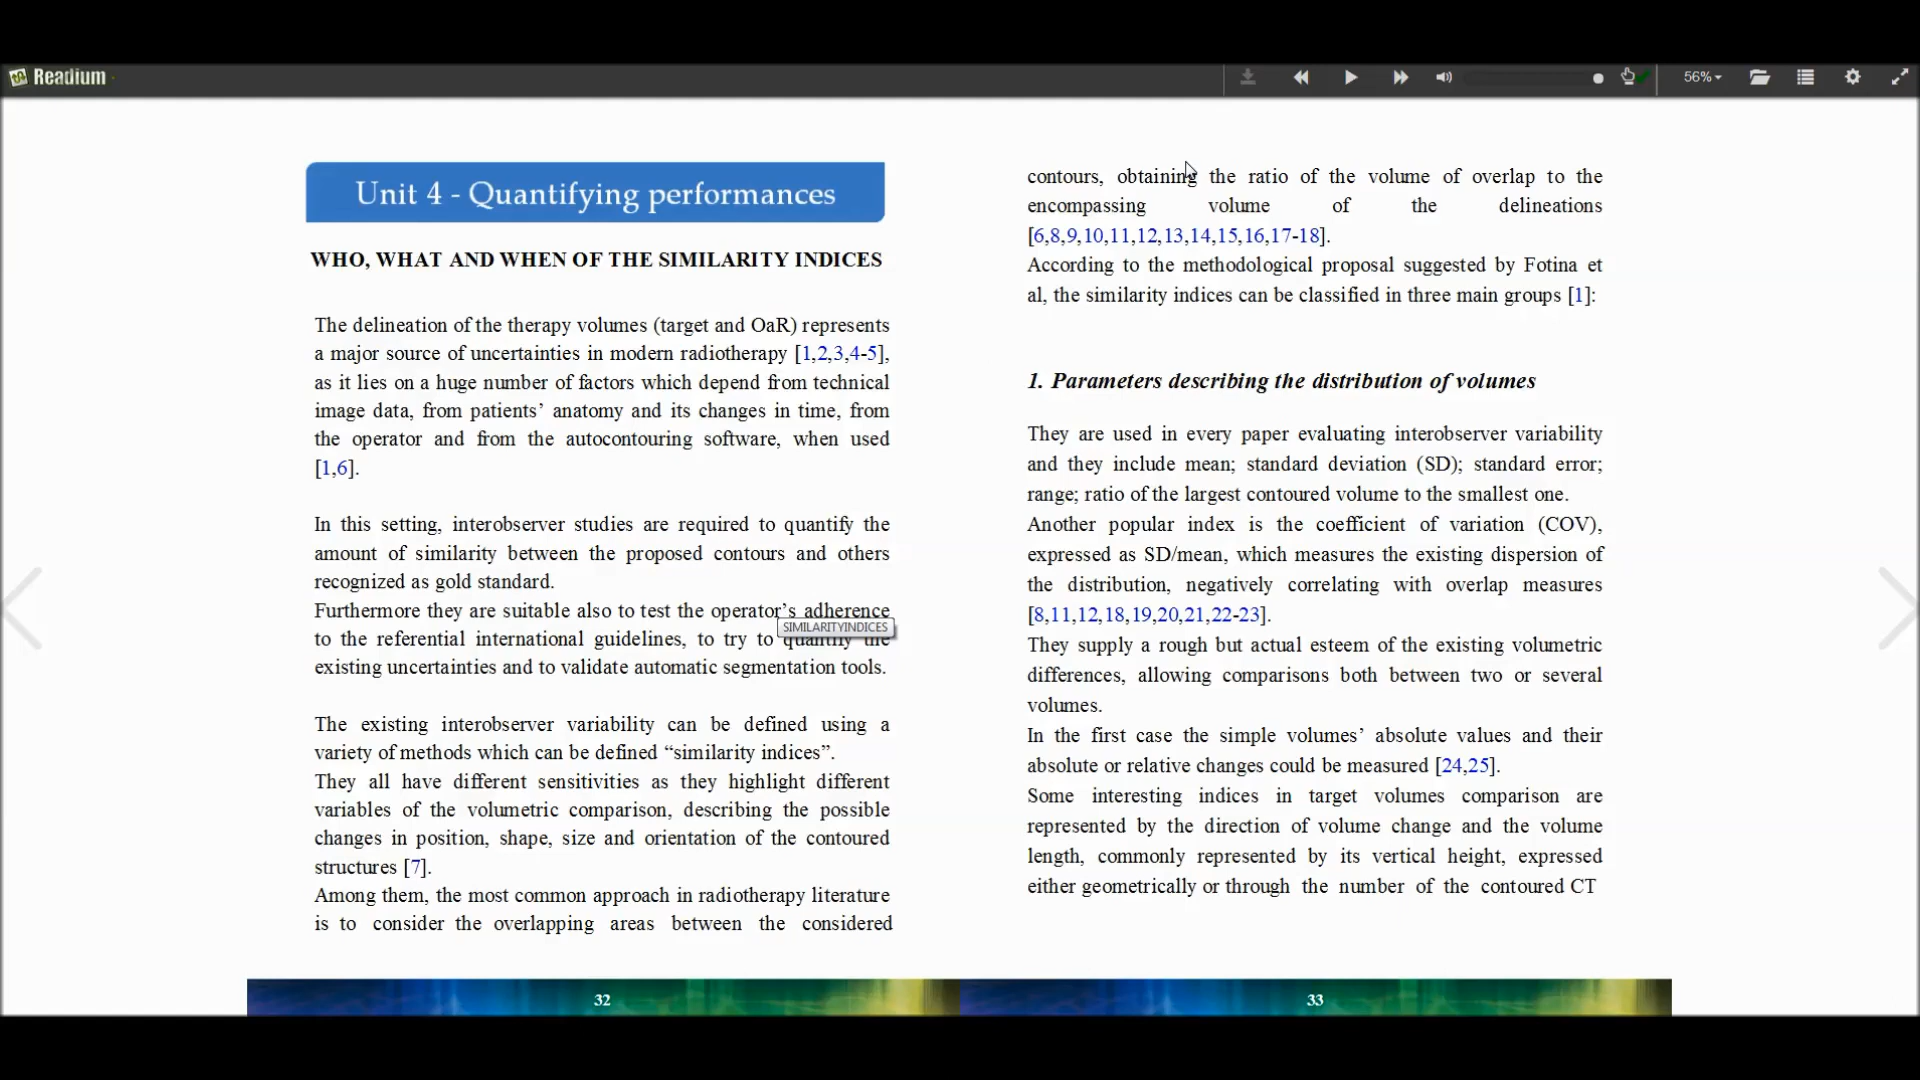 Readium
56%
Unit 4 - Quantifying performances
WHO, WHAT AND WHEN OF THE SIMILARITY INDICES
The delineation of the therapy volumes (target and OaR) represents
a major source of uncertainties in modern radiotherapy [1,2,3,4-5],
as it lies on a huge number of factors which depend from technical
image data, from patients’ anatomy and its changes in time, from
the operator and from the autocontouring software, when used
[1,6].
In this setting, interobserver studies are required to quantify the
amount of similarity between the proposed contours and others
recognized as gold standard.
Furthermore they are suitable also to test the operator’s adherence
SIMILARITYINDICES
to the referential international guidelines, to try to quantify the
existing uncertainties and to validate automatic segmentation tools.
The existing interobserver variability can be defined using a
variety of methods which can be defined “similarity indices”.
They all have different sensitivities as they highlight different
variables of the volumetric comparison, describing the possible
changes in position, shape, size and orientation of the contoured
structures [7].
Among them, the most common approach in radiotherapy literature
is to consider the overlapping areas between the considered
32
contours, obtaining the ratio of the volume of overlap to the
encompassing volume of the delineations
[6,8,9,10,11,12,13,14,15,16,17-18].
According to the methodological proposal suggested by Fotina et
al, the similarity indices can be classified in three main groups [1]:
1. Parameters describing the distribution of volumes
They are used in every paper evaluating interobserver variability
and they include mean; standard deviation (SD); standard error;
range; ratio of the largest contoured volume to the smallest one.
Another popular index is the coefficient of variation (COV),
expressed as SD/mean, which measures the existing dispersion of
the distribution, negatively correlating with overlap measures
[8,11,12,18,19,20,21,22-23].
They supply a rough but actual esteem of the existing volumetric
differences, allowing comparisons both between two or several
volumes.
In the first case the simple volumes’ absolute values and their
absolute or relative changes could be measured [24,25].
Some interesting indices in target volumes comparison are
represented by the direction of volume change and the volume
length, commonly represented by its vertical height, expressed
either geometrically or through the number of the contoured CT
33